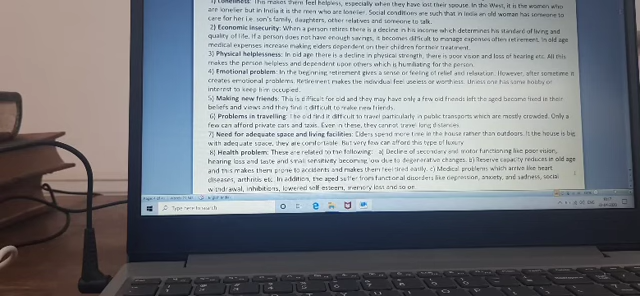 1) Loneliness: This makes them feel helpless, especially when they have lost their spouse. In the West, it is the women who
are lonelier but in India it is the men who are lonelier. Social conditions are such that in India an old woman has someone to
care for her i.e. son's family, daughters, other relatives and someone to talk.
2) Economic insecurity: When a person retires there is a decline in his income which determines his standard of living and
quality of life. If a person does not have enough savings, it becomes difficult to manage expenses often retirement. In old age
medical expenses increase making elders dependent on their children for their treatment.
3) Physical helplessness: In old age there is a decline in physical strength, there is poor vision and loss of hearing etc. All this
makes the person helpless and dependent upon others which is humiliating for the person.
4) Emotional problem: In the beginning retirement gives a sense of feeling of relief and relaxation. However, after sometime it
creates emotional problems. Retirement makes the individual feel useless or worthless. Unless one has some hobby or
interest to keep him occupied.
5) Making new friends: This is difficult for old and they may have only a few old friends left the aged become fixed in their
beliefs and views and they find it difficult to make new friends.
6) Problems in travelling: The old find it difficult to travel particularly in public transports which are mostly crowded. Only a
few can afford private cars and taxis. Even in these, they cannot travel long distances.
7) Need for adequate space and living facilities: Elders spend more time in the house rather than outdoors. If the house is big
with adequate space, they are comfortable. But very few can afford this type of luxury
8) Health problem: These are related to the following: a) Decline of secondary and motor functioning like poor vision,
hearing loss and taste and small sensitivity becoming low due to degenerative changes. b) Reserve capacity reduces in old age
and this makes them prone to accidents and makes them feel tired easily. c) Medical problems which arrive like heart
diseases, arthritis etc. In addition, the aged suffer from functional disorders like depression, anxiety, and sadness, social
withdrawal, inhibitions, lowered self esteem, memory loss and so on
Type here to search